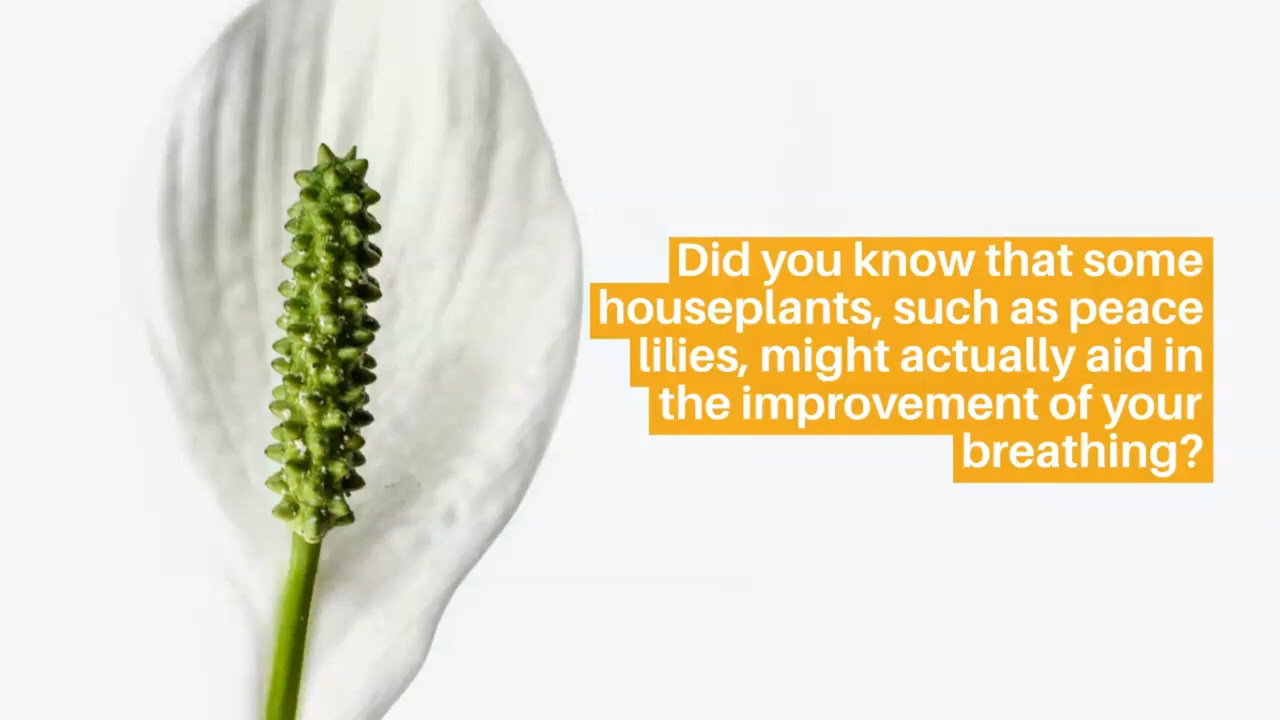 Did you know that some
houseplants, such as peace
lilies, might actually aid in
the improvement of your
breathing?